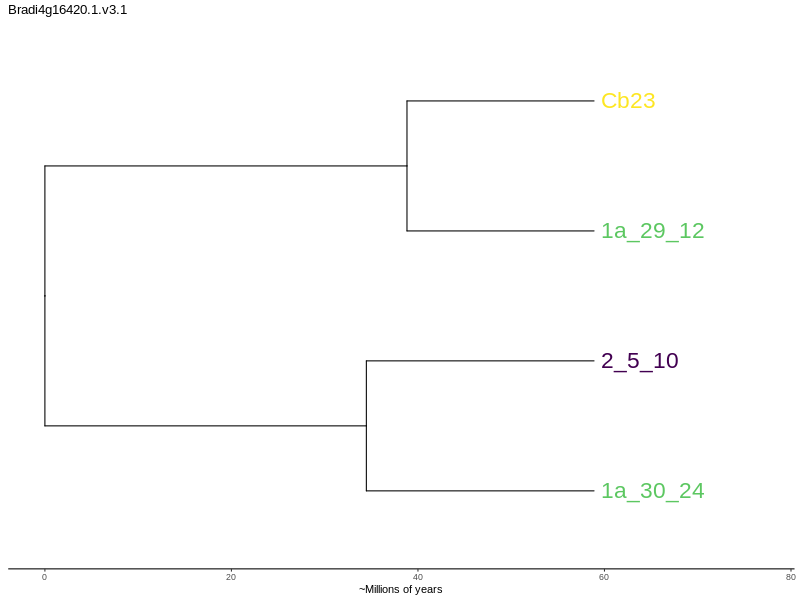 Bradi4g16420.1.v3.1
Cb23
1a_29_12
2_5_10
1a_30_24
0 20 40 60 80
~Millions of years